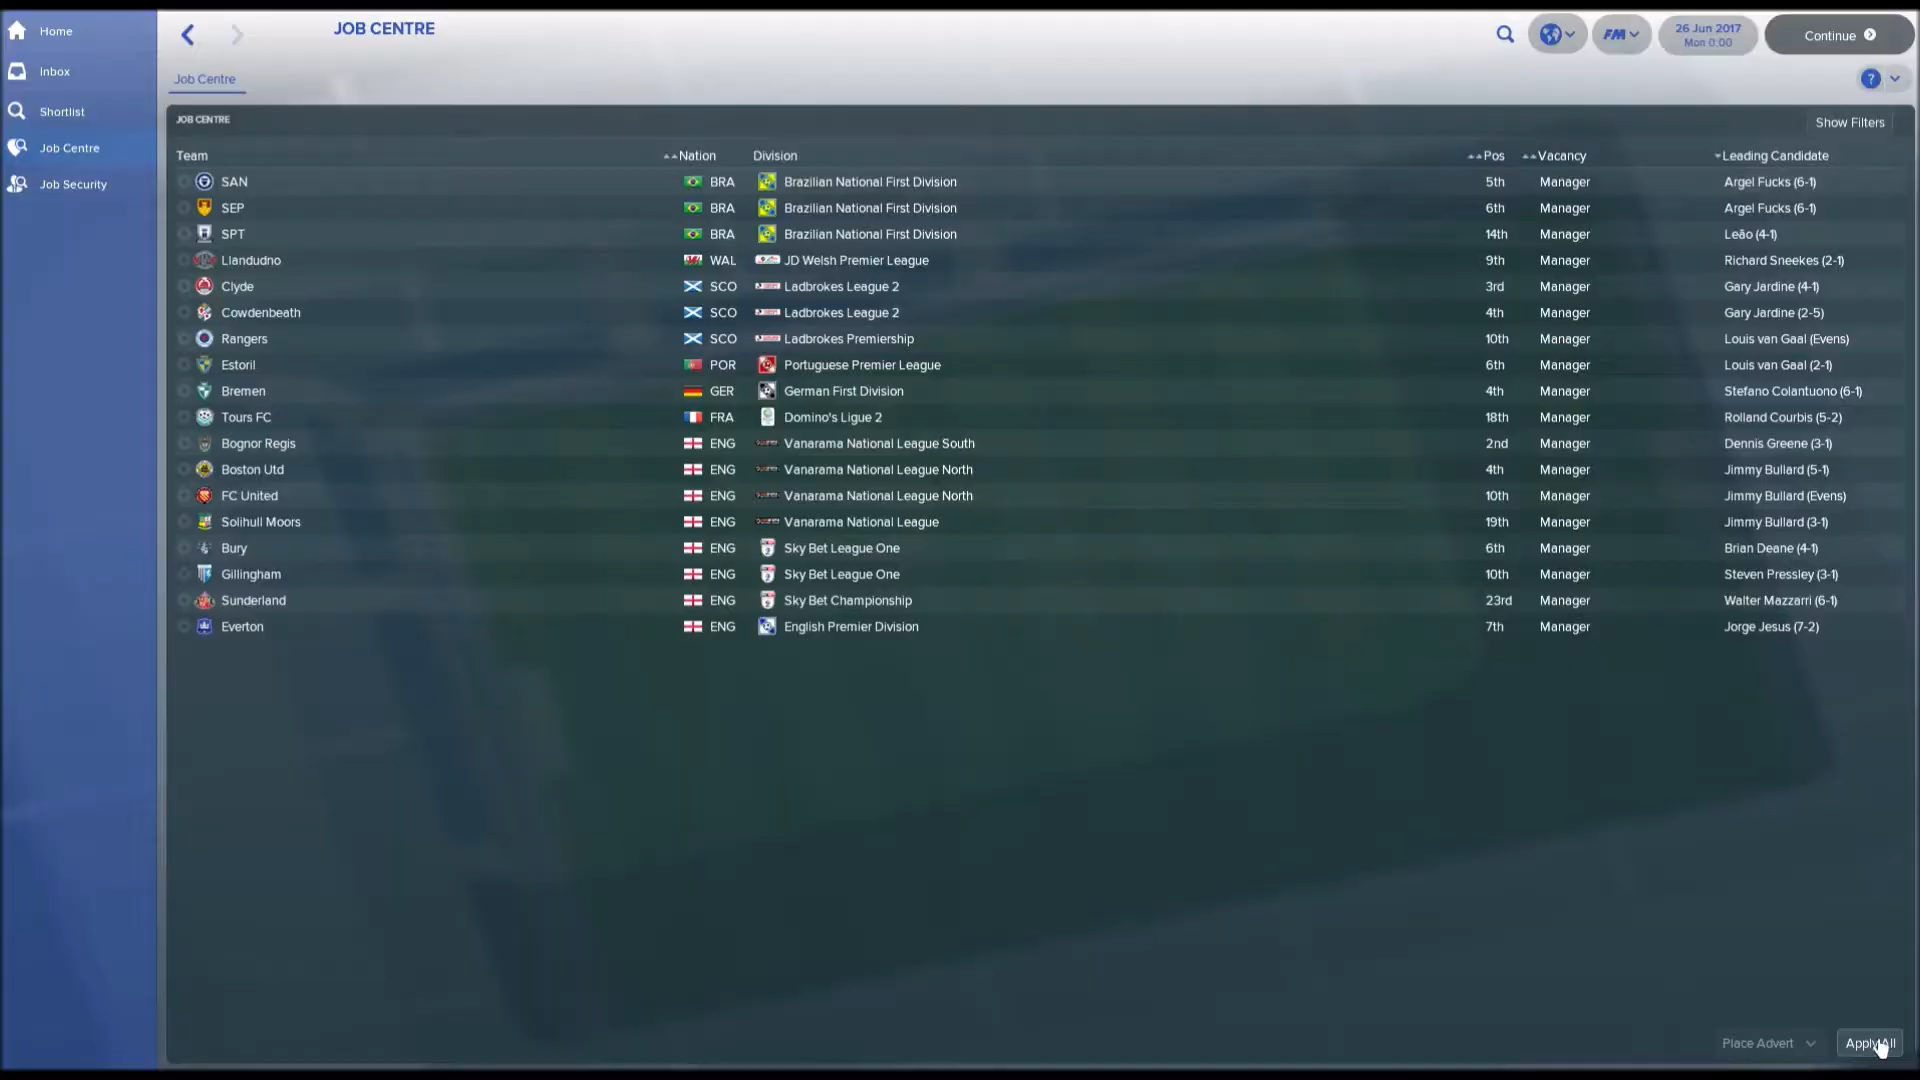 Home
Inbox
Shortlist
Job Centre
Job Security
JOB CENTRE
FM
26 Jun 2017
Mon 0:00
Continue
Job Centre
?
JOB CENTRE
Show Filters
Team Nation Division Pos Vacancy Leading Candidate
SAN BRA Brazilian National First Division 5th Manager Argel Fucks (6-1)
SEP BRA Brazilian National First Division 6th Manager Argel Fucks (6-1)
SPT BRA Brazilian National First Division 14th Manager Leão (4-1)
Llandudno WAL JD Welsh Premier League 9th Manager Richard Sneekes (2-1)
Clyde SCO Ladbrokes League 2 3rd Manager Gary Jardine (4-1)
Cowdenbeath SCO Ladbrokes League 2 4th Manager Gary Jardine (2-5)
Rangers SCO Ladbrokes Premiership 10th Manager Louis van Gaal (Evens)
Estoril POR Portuguese Premier League 6th Manager Louis van Gaal (2-1)
Bremen GER German First Division 4th Manager Stefano Colantuono (6-1)
Tours FC FRA Domino's Ligue 2 18th Manager Rolland Courbis (5-2)
Bognor Regis ENG Vanarama National League South 2nd Manager Dennis Greene (3-1)
Boston Utd ENG Vanarama National League North 4th Manager Jimmy Bullard (5-1)
FC United ENG Vanarama National League North 10th Manager Jimmy Bullard (Evens)
Solihull Moors ENG Vanarama National League 19th Manager Jimmy Bullard (3-1)
Bury ENG Sky Bet League One 6th Manager Brian Deane (4-1)
Gillingham ENG Sky Bet League One 10th Manager Steven Pressley (3-1)
Sunderland ENG Sky Bet Championship 23rd Manager Walter Mazzarri (6-1)
Everton ENG English Premier Division 7th Manager Jorge Jesus (7-2)
Place Advert
Apply All